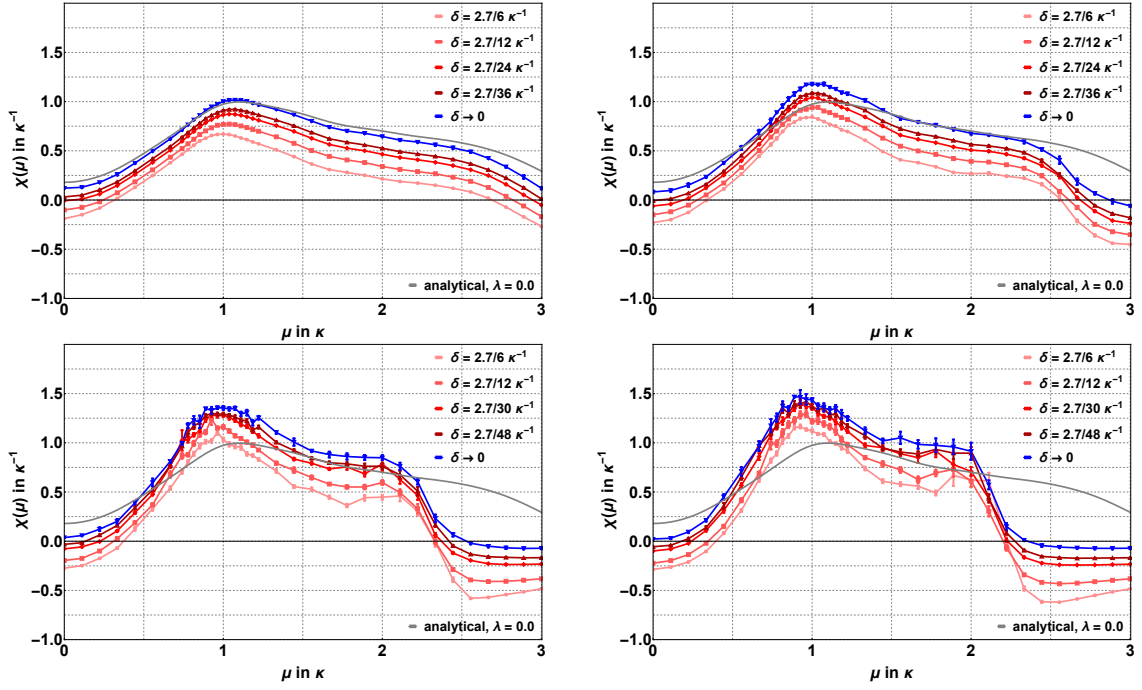 χ(μ) in κ⁻¹
1.5
1.0
0.5
0.0
−0.5
−1.0
δ = 2.7/6 κ⁻¹
δ = 2.7/12 κ⁻¹
δ = 2.7/24 κ⁻¹
δ = 2.7/36 κ⁻¹
δ → 0
analytical, λ = 0.0
0 1 2 3
μ in κ
χ(μ) in κ⁻¹
1.5
1.0
0.5
0.0
−0.5
−1.0
δ = 2.7/6 κ⁻¹
δ = 2.7/12 κ⁻¹
δ = 2.7/24 κ⁻¹
δ = 2.7/36 κ⁻¹
δ → 0
analytical, λ = 0.0
0 1 2 3
μ in κ
χ(μ) in κ⁻¹
1.5
1.0
0.5
0.0
−0.5
−1.0
δ = 2.7/6 κ⁻¹
δ = 2.7/12 κ⁻¹
δ = 2.7/30 κ⁻¹
δ = 2.7/48 κ⁻¹
δ → 0
analytical, λ = 0.0
0 1 2 3
μ in κ
χ(μ) in κ⁻¹
1.5
1.0
0.5
0.0
−0.5
−1.0
δ = 2.7/6 κ⁻¹
δ = 2.7/12 κ⁻¹
δ = 2.7/30 κ⁻¹
δ = 2.7/48 κ⁻¹
δ → 0
analytical, λ = 0.0
0 1 2 3
μ in κ